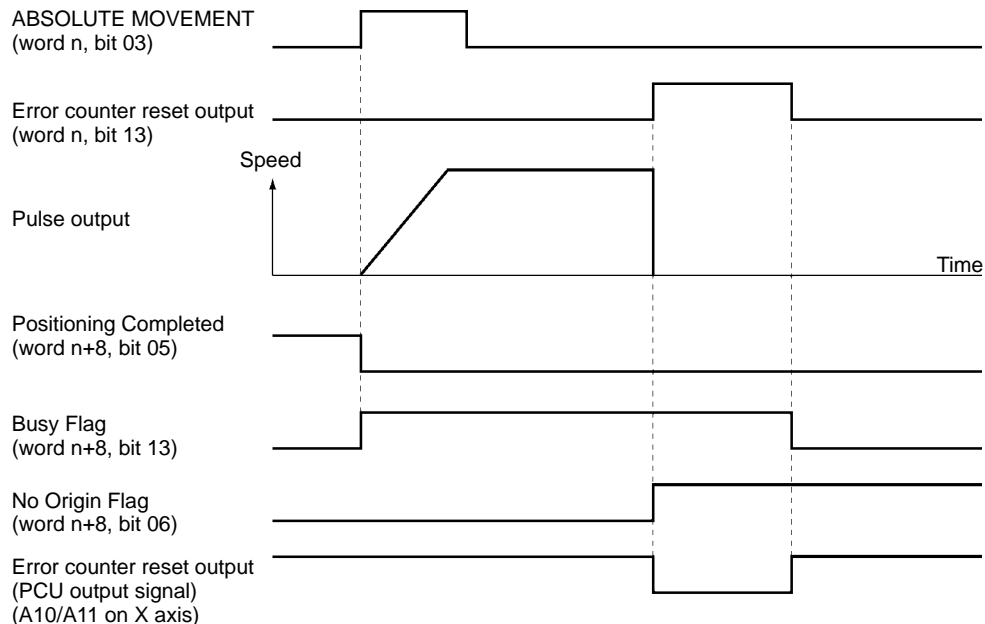 ABSOLUTE MOVEMENT
(word n, bit 03)
Error counter reset output
(word n, bit 13)
Speed
Pulse output
Time
Positioning Completed
(word n+8, bit 05)
Busy Flag
(word n+8, bit 13)
No Origin Flag
(word n+8, bit 06)
Error counter reset output
(PCU output signal)
(A10/A11 on X axis)